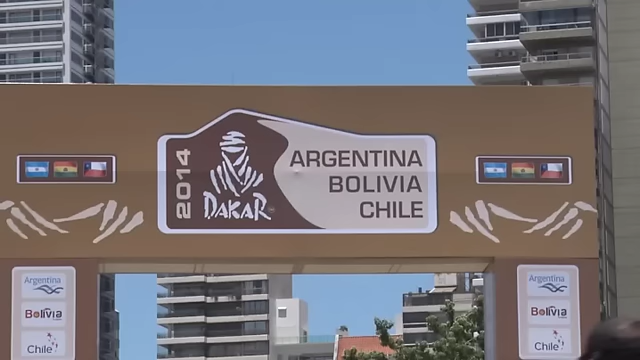 2014
DAKAR
ARGENTINA
BOLIVIA
CHILE
Argentina
Bolivia
Chile
Argentina
Bolivia
Chile